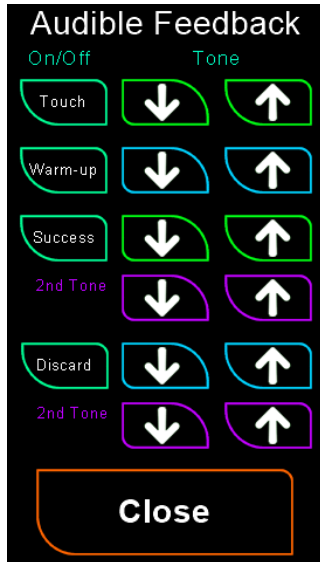 Audible Feedback
On/Off Tone
Touch
Warm-up
Success
2nd Tone
Discard
2nd Tone
Close